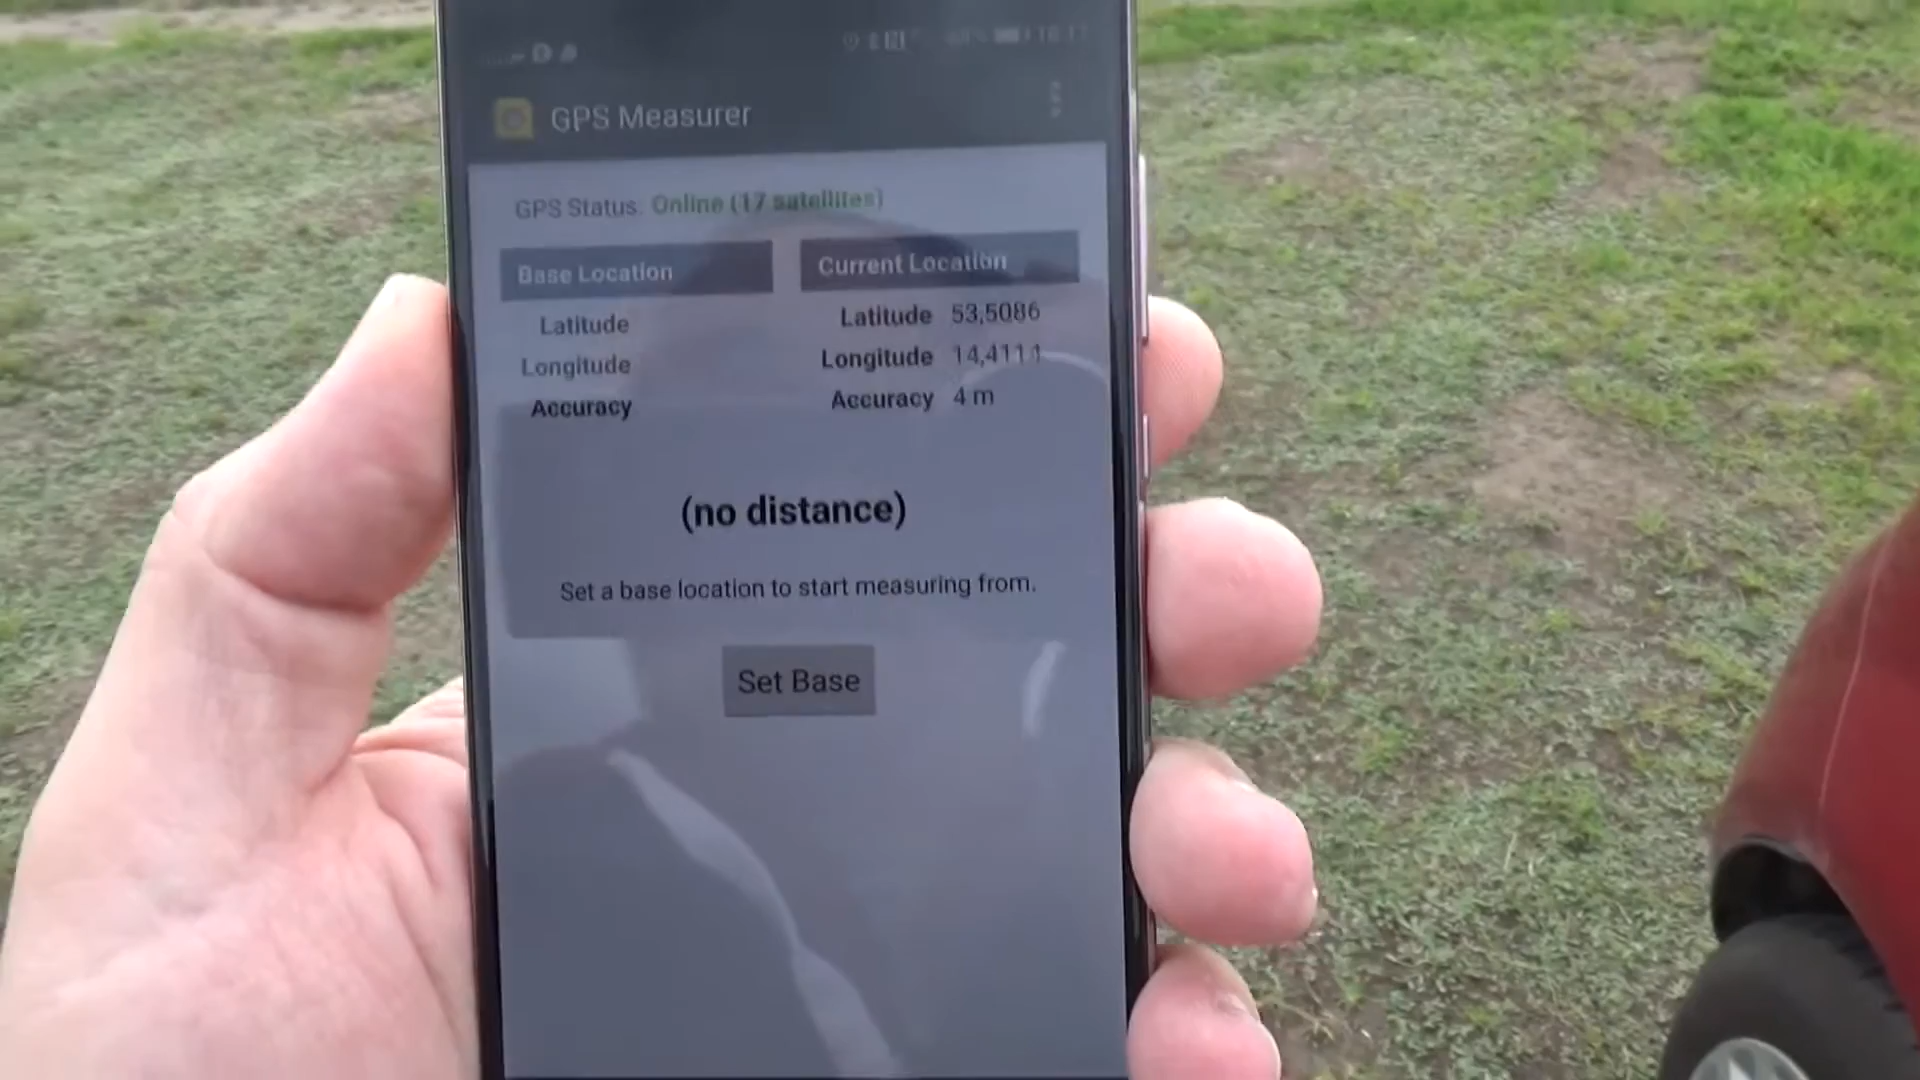 GPS Measurer
GPS Status: Online (17 satellites)
Base Location
Latitude
Longitude
Accuracy
Current Location
Latitude 53,5086
Longitude 14,4111
Accuracy 4 m
(no distance)
Set a base location to start measuring from.
Set Base